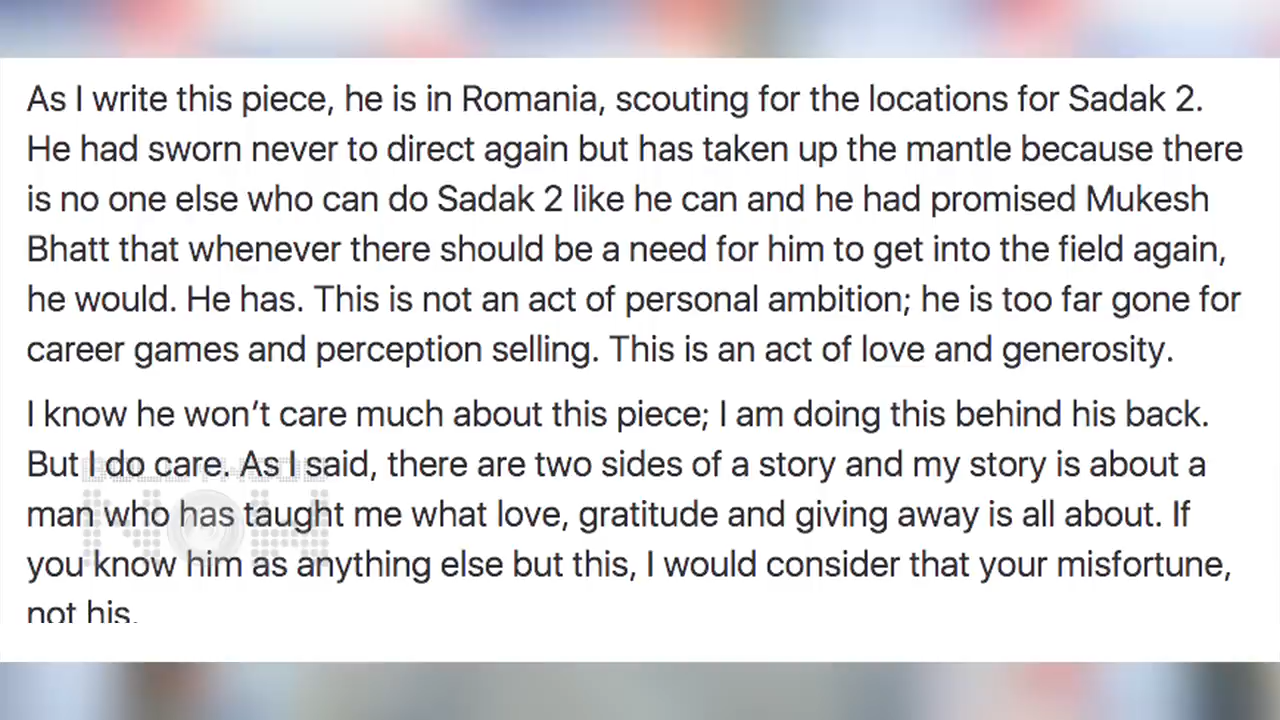 As I write this piece, he is in Romania, scouting for the locations for Sadak 2.
He had sworn never to direct again but has taken up the mantle because there
is no one else who can do Sadak 2 like he can and he had promised Mukesh
Bhatt that whenever there should be a need for him to get into the field again,
he would. He has. This is not an act of personal ambition; he is too far gone for
career games and perception selling. This is an act of love and generosity.
I know he won’t care much about this piece; I am doing this behind his back.
But I do care. As I said, there are two sides of a story and my story is about a
man who has taught me what love, gratitude and giving away is all about. If
you know him as anything else but this, I would consider that your misfortune,
not his.
BOLLYWOOD
NOW